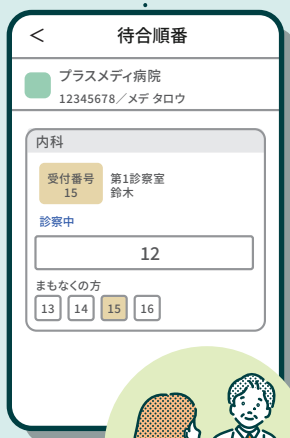 < 待合順番
プラスメディ病院
12345678／メデ タロウ
内科
受付番号
15
第1診察室
鈴木
診察中
12
まもなくの方
13 14 15 16